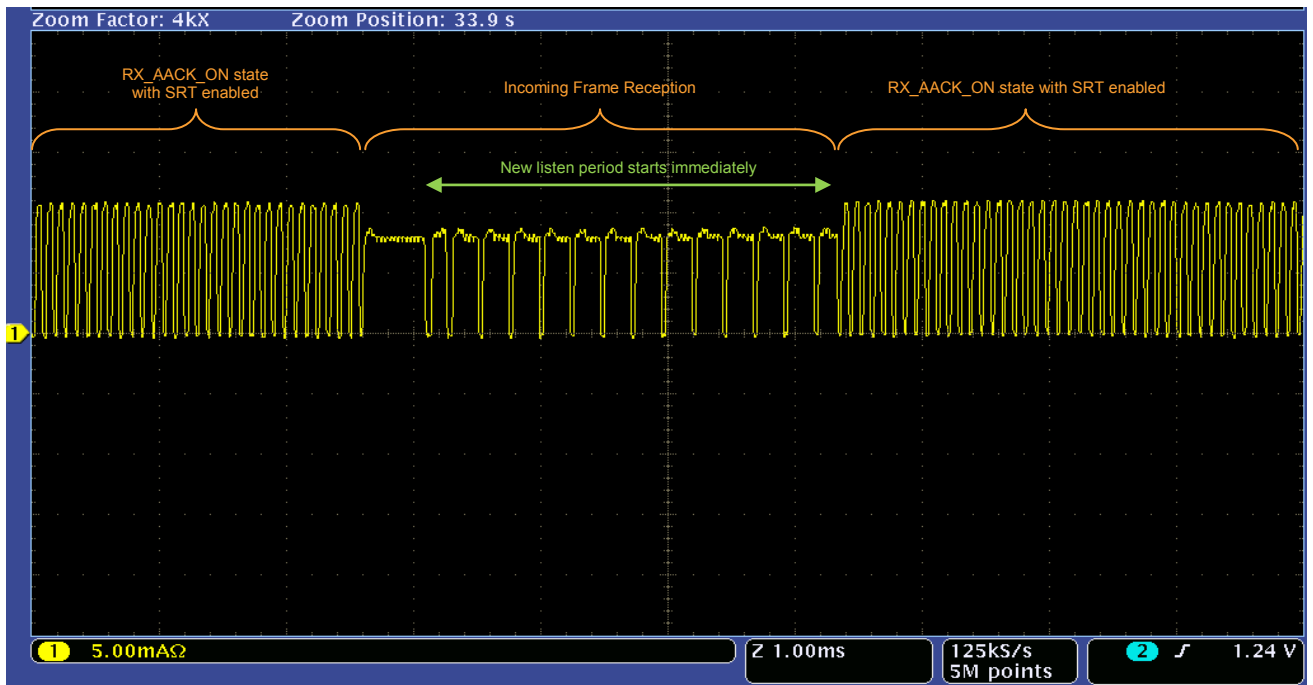 Zoom Factor: 4kX Zoom Position: 33.9 s
RX_AACK_ON state
with SRT enabled
Incoming Frame Reception
RX_AACK_ON state with SRT enabled
New listen period starts immediately
1
1 5.00mAΩ
Z 1.00ms
125kS/s
5M points
2 1.24 V